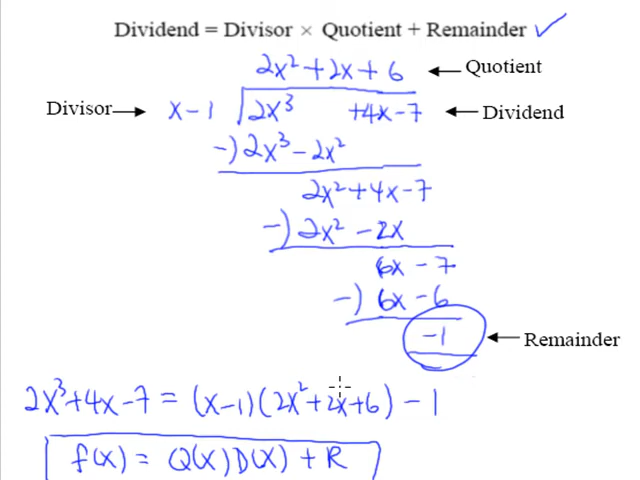 Dividend = Divisor × Quotient + Remainder ✓
2x² + 2x + 6 ← Quotient
Divisor → x - 1 √2x³ +4x - 7 ← Dividend
-) 2x³ - 2x²
2x² + 4x - 7
-) 2x² - 2x
6x - 7
-) 6x - 6
-1 ← Remainder
2x³ + 4x - 7 = (x - 1)(2x² + 2x + 6) - 1
f(x) = Q(x)D(x) + R